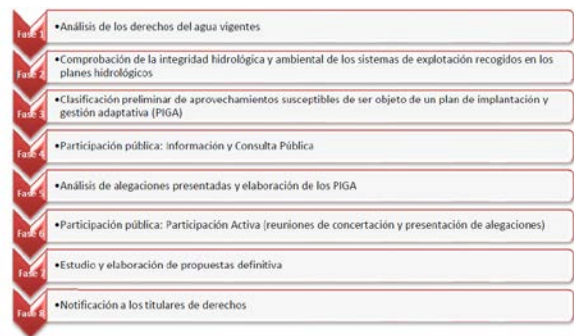 Fase 1
•Análisis de los derechos del agua vigentes
Fase 2
•Comprobación de la integridad hidrológica y ambiental de los sistemas de explotación recogidos en los
planes hidrológicos
Fase 3
•Clasificación preliminar de aprovechamientos susceptibles de ser objeto de un plan de implantación y
gestión adaptativa (PIGA)
Fase 4
•Participación pública: Información y Consulta Pública
Fase 5
•Análisis de alegaciones presentadas y elaboración de los PIGA
Fase 6
•Participación pública: Participación Activa (reuniones de concertación y presentación de alegaciones)
Fase 7
•Estudio y elaboración de propuestas definitiva
Fase 8
•Notificación a los titulares de derechos